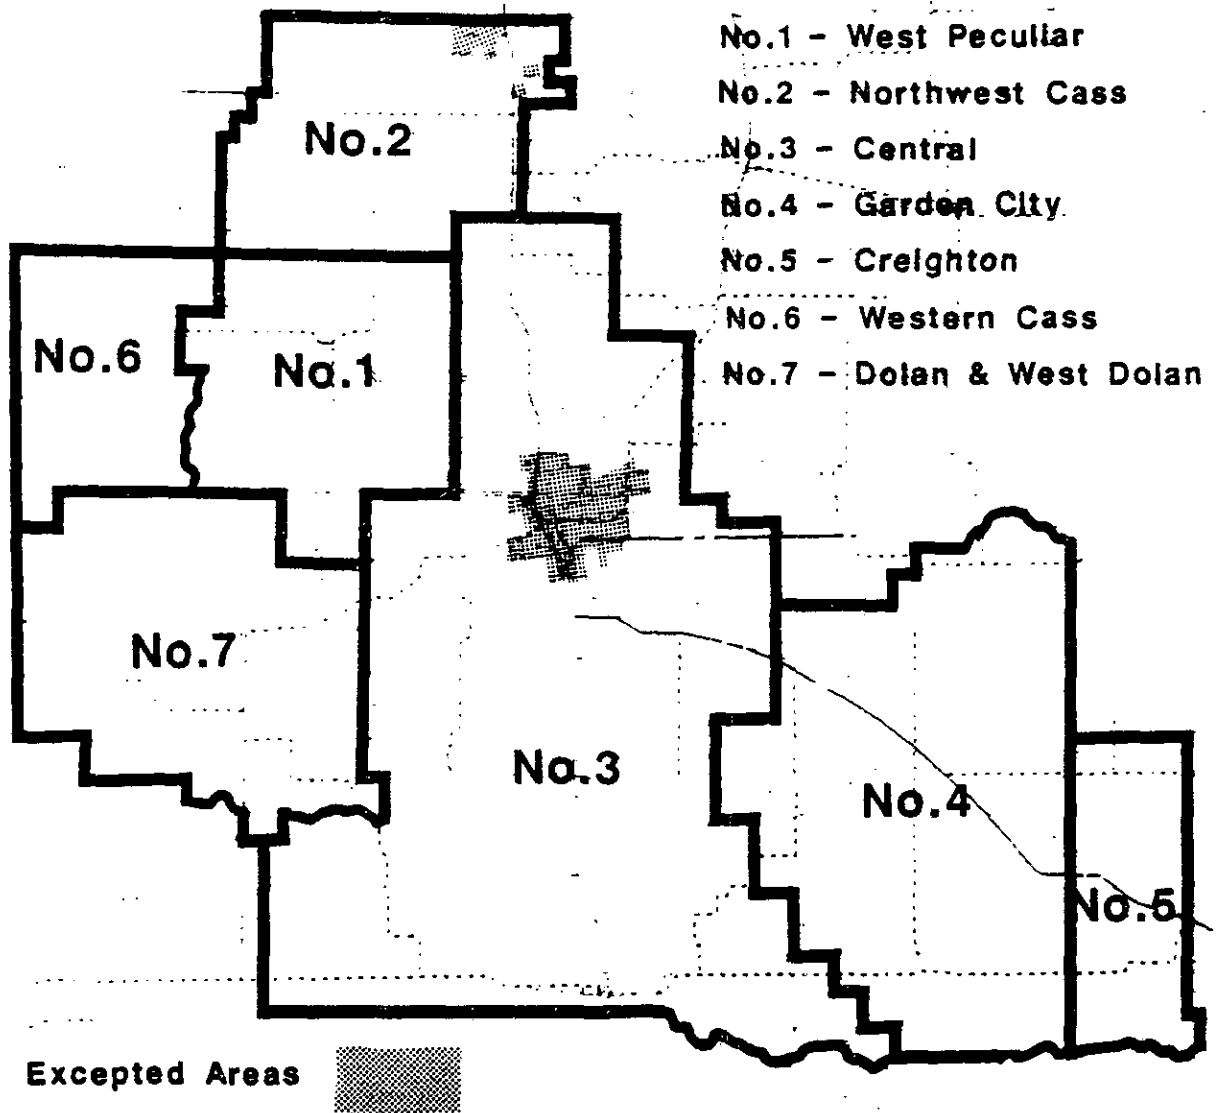 No.1 - West Peculiar
No.2 - Northwest Cass
No.3 - Central
No.4 - Garden City
No.5 - Creighton
No.6 - Western Cass
No.7 - Dolan & West Dolan
No.2
No.6
No.1
No.7
No.3
No.4
No.5
Excepted Areas